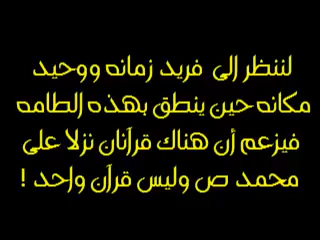 لننظر الى فريد زمانه ووحيد
مكانه حين ينطق بهذه الطامه
فيزعم أن هناك قرآنان نزلا على
محمد ص وليس قرآن واحد !